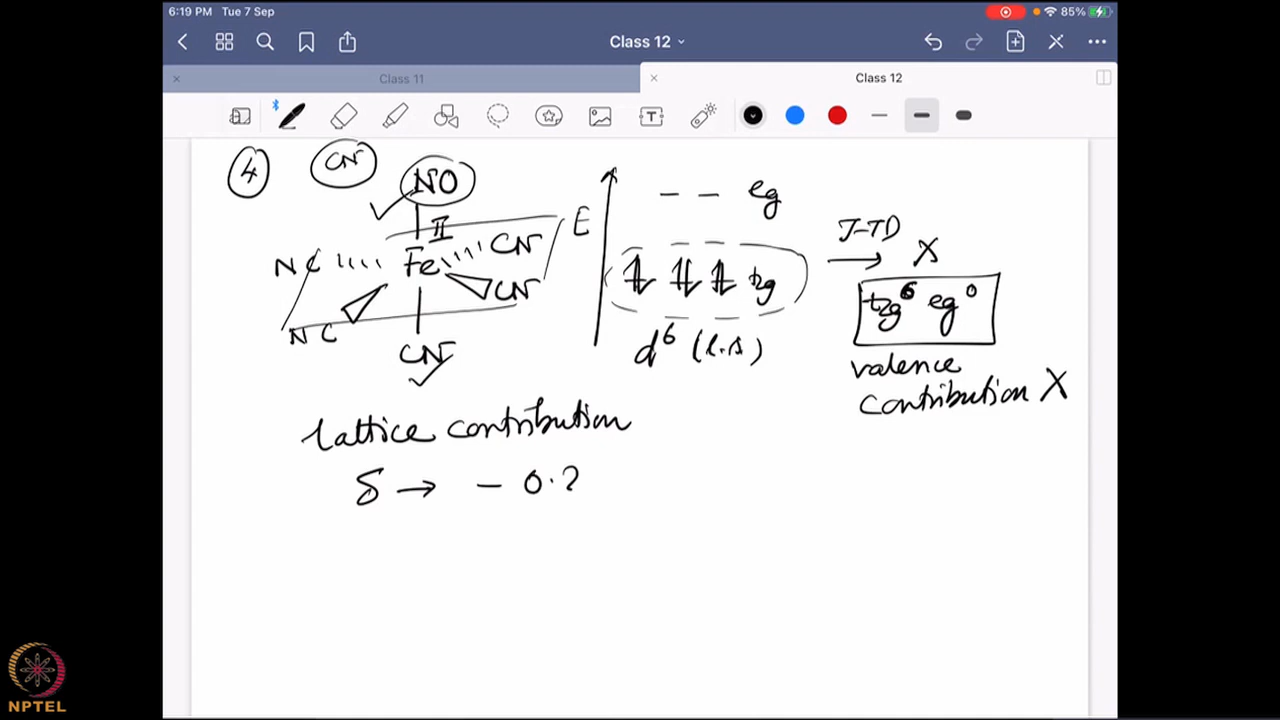 6:19 PM Tue 7 Sep
85%
Class 12
Class 11
Class 12
T
4
CN
NO
E
eg
II
NC Fe CN
CN
NC
CN
t2g
d⁶ (l.s)
J-TD
X
t2g⁶ eg⁰
valence
contribution X
lattice contribution
δ → - 0.2
NPTEL